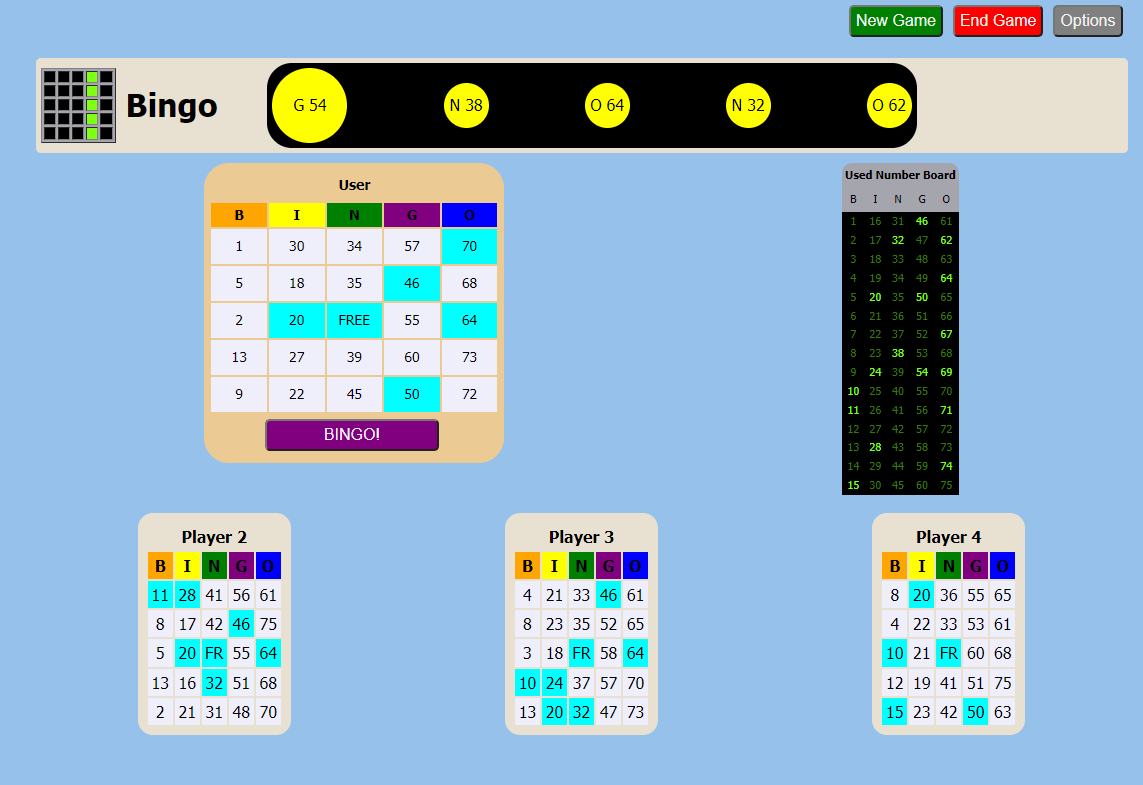 New Game End Game Options
Bingo G 54 N 38 O 64 N 32 O 62
User
B I N G O
1 30 34 57 70
5 18 35 46 68
2 20 FREE 55 64
13 27 39 60 73
9 22 45 50 72
BINGO!
Used Number Board
B I N G O
1 16 31 46 61
2 17 32 47 62
3 18 33 48 63
4 19 34 49 64
5 20 35 50 65
6 21 36 51 66
7 22 37 52 67
8 23 38 53 68
9 24 39 54 69
10 25 40 55 70
11 26 41 56 71
12 27 42 57 72
13 28 43 58 73
14 29 44 59 74
15 30 45 60 75
Player 2
B I N G O
11 28 41 56 61
8 17 42 46 75
5 20 FR 55 64
13 16 32 51 68
2 21 31 48 70
Player 3
B I N G O
4 21 33 46 61
8 23 35 52 65
3 18 FR 58 64
10 24 37 57 70
13 20 32 47 73
Player 4
B I N G O
8 20 36 55 65
4 22 33 53 61
10 21 FR 60 68
12 19 41 51 75
15 23 42 50 63